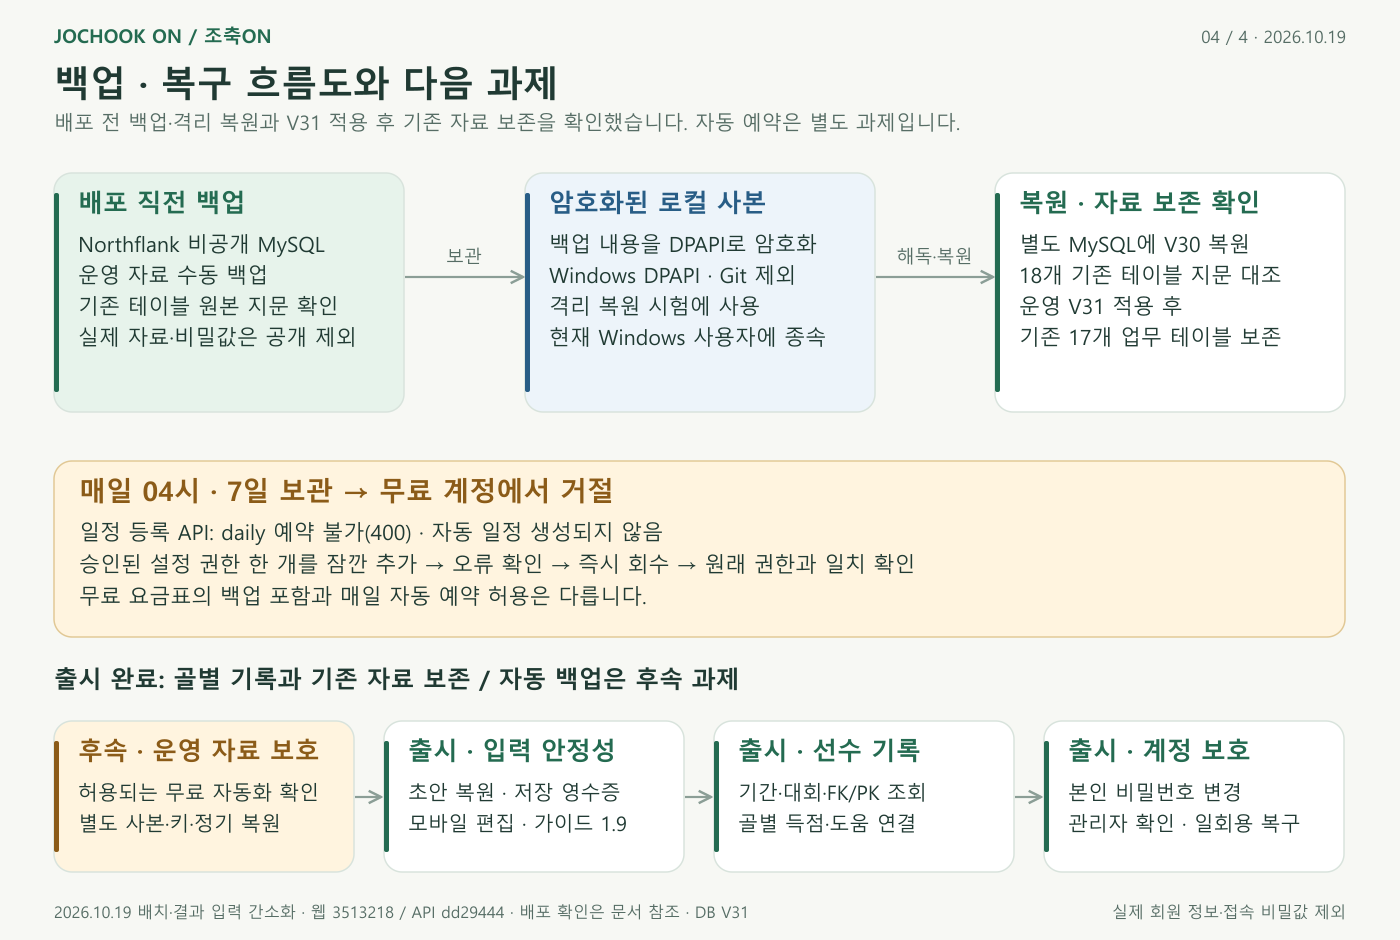 JOCHOOK ON / 조축ON
04 / 4 · 2026.10.19
백업 · 복구 흐름도와 다음 과제
배포 전 백업·격리 복원과 V31 적용 후 기존 자료 보존을 확인했습니다. 자동 예약은 별도 과제입니다.
배포 직전 백업
Northflank 비공개 MySQL
운영 자료 수동 백업
기존 테이블 원본 지문 확인
실제 자료·비밀값은 공개 제외
보관
암호화된 로컬 사본
백업 내용을 DPAPI로 암호화
Windows DPAPI · Git 제외
격리 복원 시험에 사용
현재 Windows 사용자에 종속
해독·복원
복원 · 자료 보존 확인
별도 MySQL에 V30 복원
18개 기존 테이블 지문 대조
운영 V31 적용 후
기존 17개 업무 테이블 보존
매일 04시 · 7일 보관 → 무료 계정에서 거절
일정 등록 API: daily 예약 불가(400) · 자동 일정 생성되지 않음
승인된 설정 권한 한 개를 잠깐 추가 → 오류 확인 → 즉시 회수 → 원래 권한과 일치 확인
무료 요금표의 백업 포함과 매일 자동 예약 허용은 다릅니다.
출시 완료: 골별 기록과 기존 자료 보존 / 자동 백업은 후속 과제
후속 · 운영 자료 보호
허용되는 무료 자동화 확인
별도 사본·키·정기 복원
출시 · 입력 안정성
초안 복원 · 저장 영수증
모바일 편집 · 가이드 1.9
출시 · 선수 기록
기간·대회·FK/PK 조회
골별 득점·도움 연결
출시 · 계정 보호
본인 비밀번호 변경
관리자 확인 · 일회용 복구
2026.10.19 배치·결과 입력 간소화 · 웹 3513218 / API dd29444 · 배포 확인은 문서 참조 · DB V31
실제 회원 정보·접속 비밀값 제외